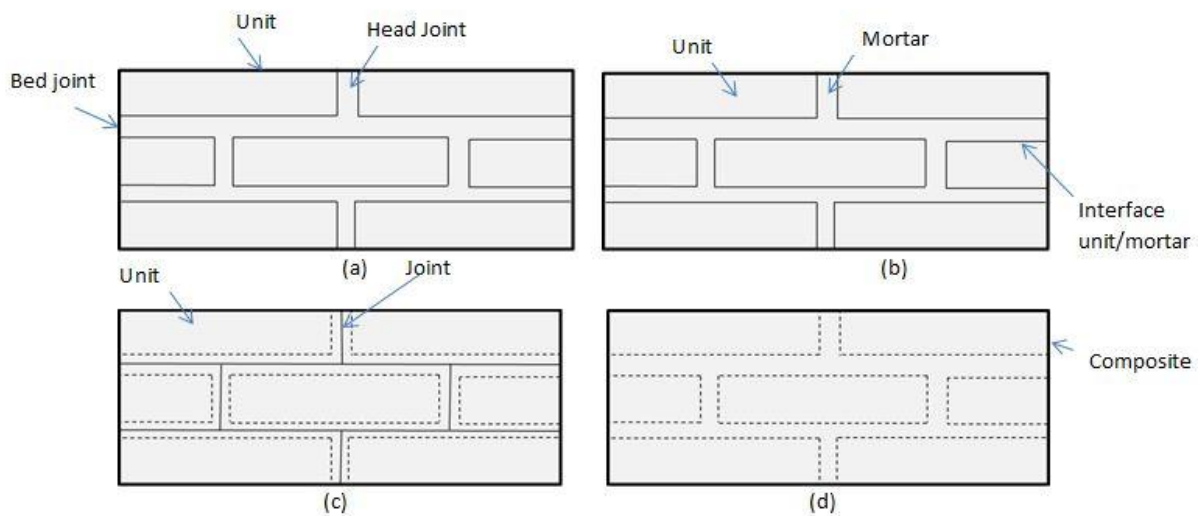 Unit
Head Joint
Bed joint
(a)
Unit
Mortar
Interface
unit/mortar
(b)
Unit
Joint
(c)
Composite
(d)